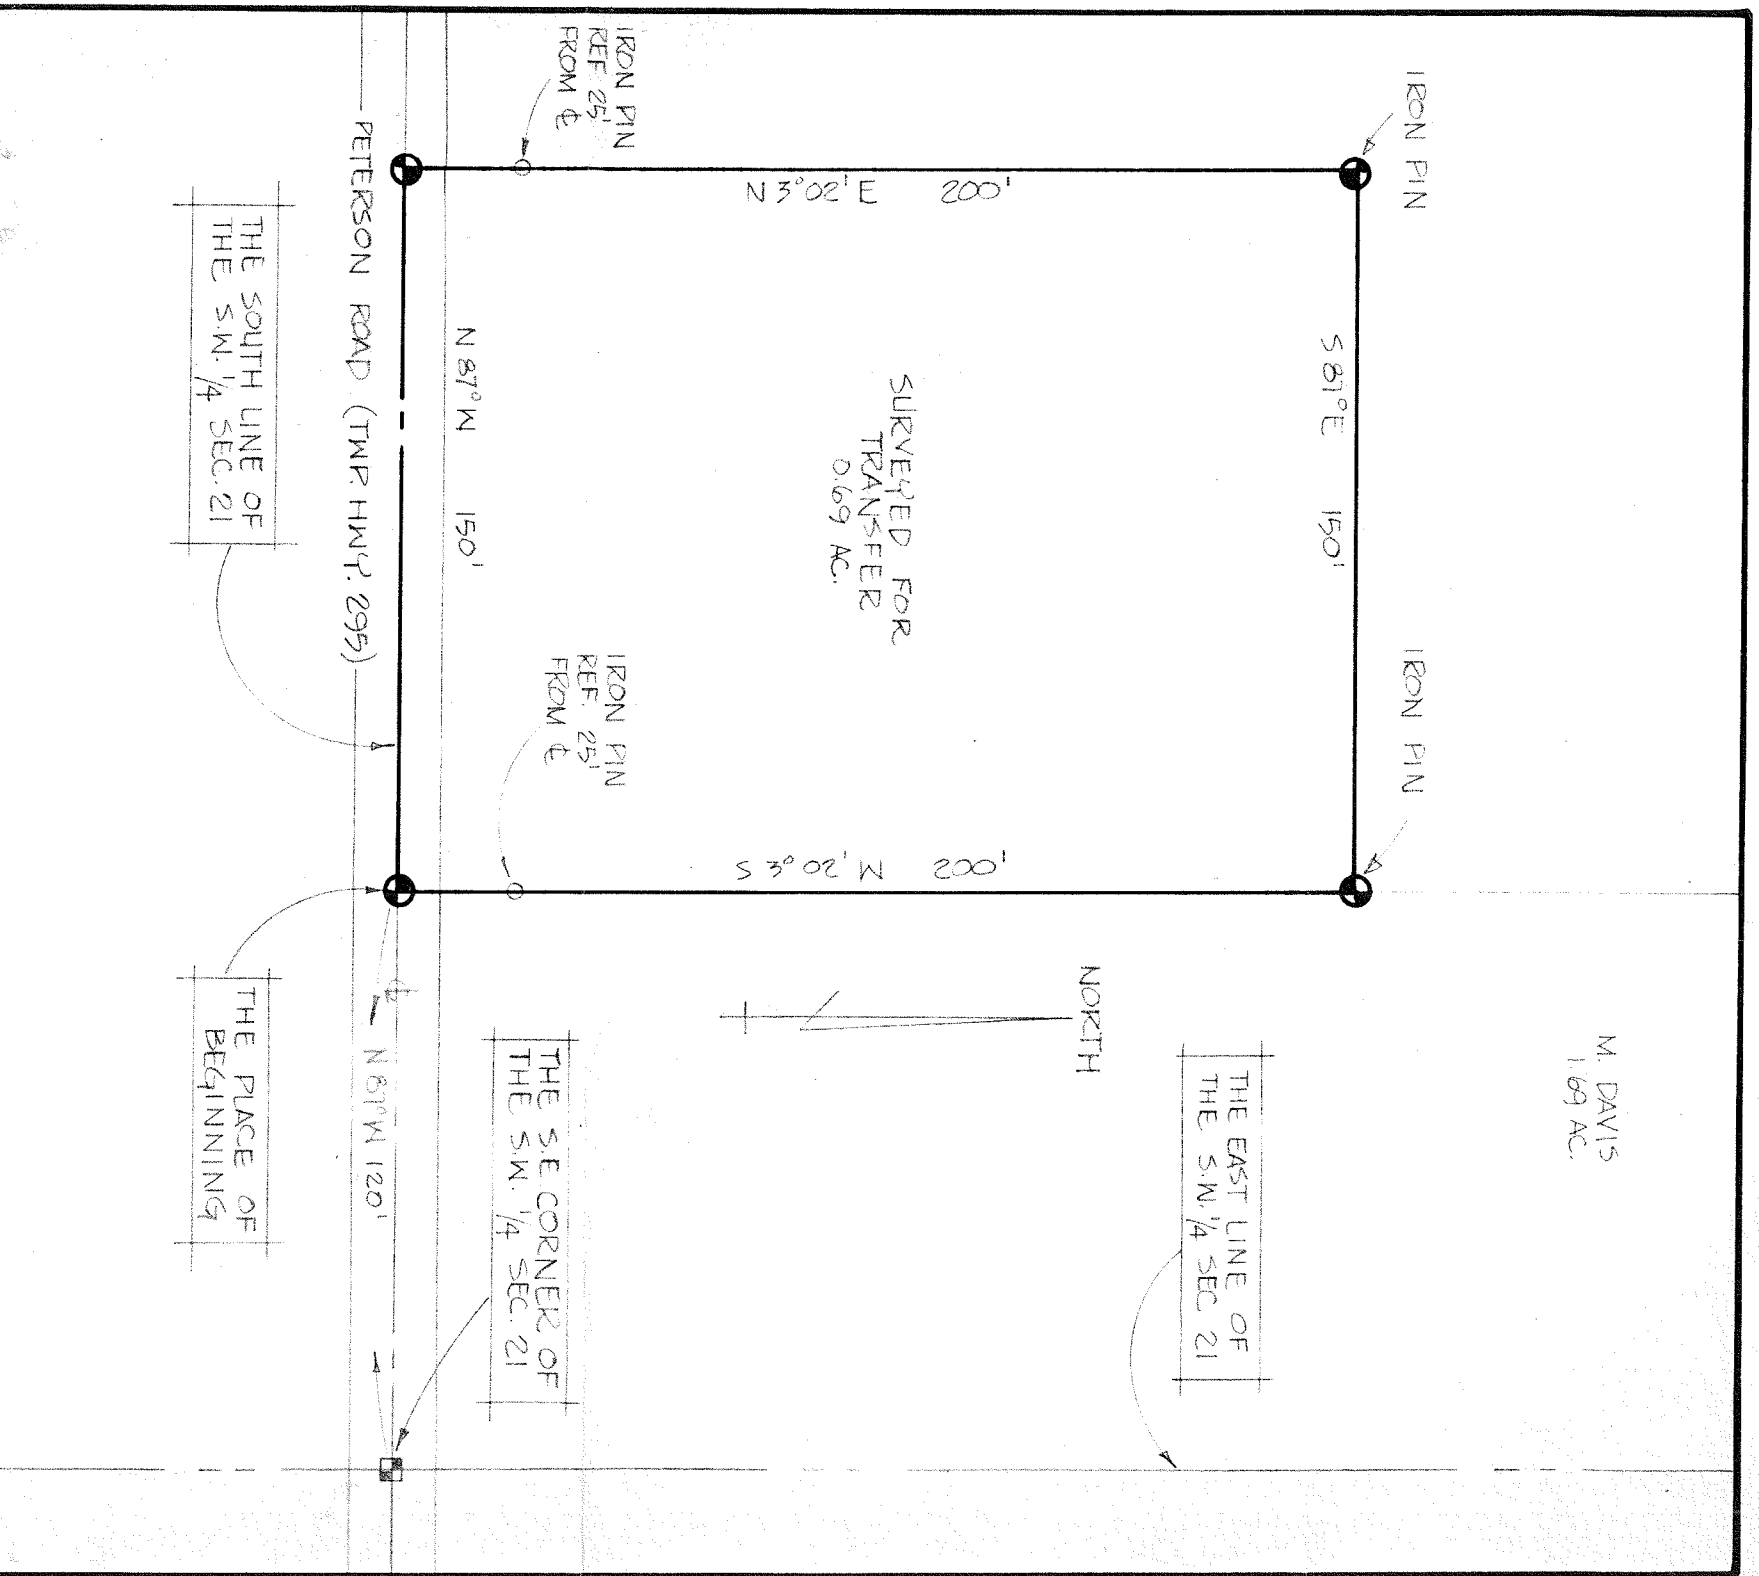 IRON PIN
IRON PIN
M. DAVIS
1.69 AC.
S 87° E 150'
THE EAST LINE OF
THE S.W. 1/4 SEC. 21
NORTH
N 3° 02' E 200'
SURVEYED FOR
TRANSFER
0.69 AC.
S 3° 02' W 200'
IRON PIN
REF. 25'
FROM ℄
IRON PIN
REF. 25'
FROM ℄
THE S.E CORNER OF
THE S.W. 1/4 SEC. 21
N 87° W 150'
℄
N 87° W 120'
PETERSON ROAD (TWP. HWY. 295)
THE SOUTH LINE OF
THE S.W. 1/4 SEC. 21
THE PLACE OF
BEGINNING